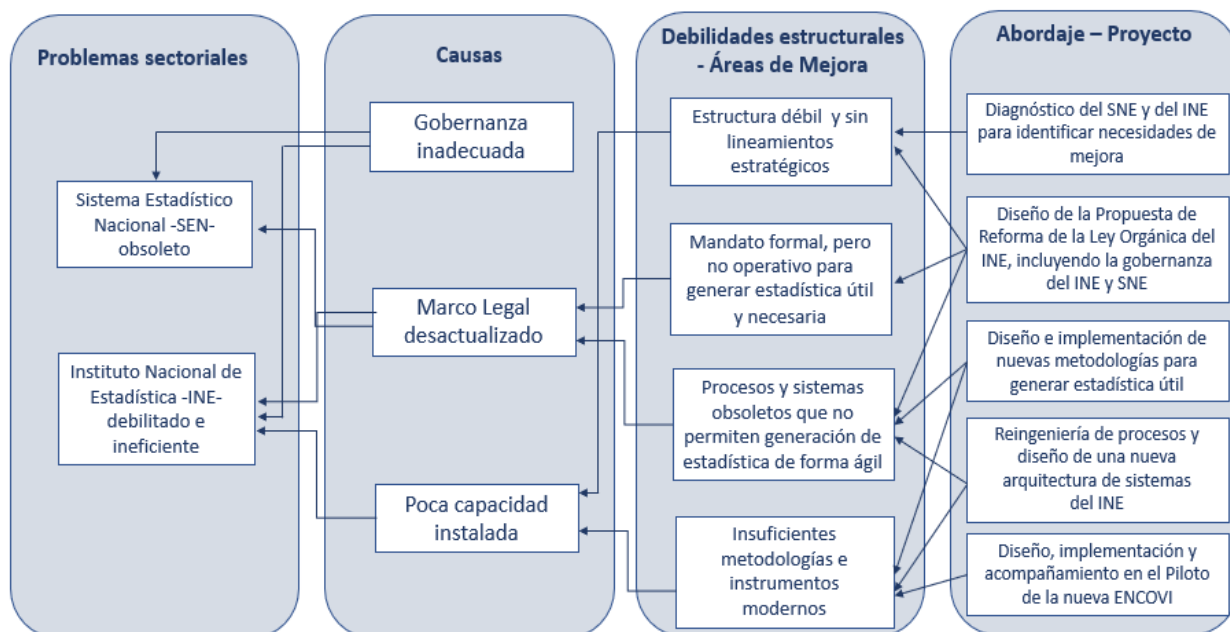 Problemas sectoriales
Sistema Estadístico
Nacional -SEN-
obsoleto
Instituto Nacional de
Estadística -INE-
debilitado e
ineficiente
Causas
Gobernanza
inadecuada
Marco Legal
desactualizado
Poca capacidad
instalada
Debilidades estructurales
- Áreas de Mejora
Estructura débil y sin
lineamientos
estratégicos
Mandato formal, pero
no operativo para
generar estadística útil
y necesaria
Procesos y sistemas
obsoletos que no
permiten generación de
estadística de forma ágil
Insuficientes
metodologías e
instrumentos
modernos
Abordaje – Proyecto
Diagnóstico del SNE y del INE
para identificar necesidades de
mejora
Diseño de la Propuesta de
Reforma de la Ley Orgánica del
INE, incluyendo la gobernanza
del INE y SNE
Diseño e implementación de
nuevas metodologías para
generar estadística útil
Reingeniería de procesos y
diseño de una nueva
arquitectura de sistemas
del INE
Diseño, implementación y
acompañamiento en el Piloto
de la nueva ENCOVI